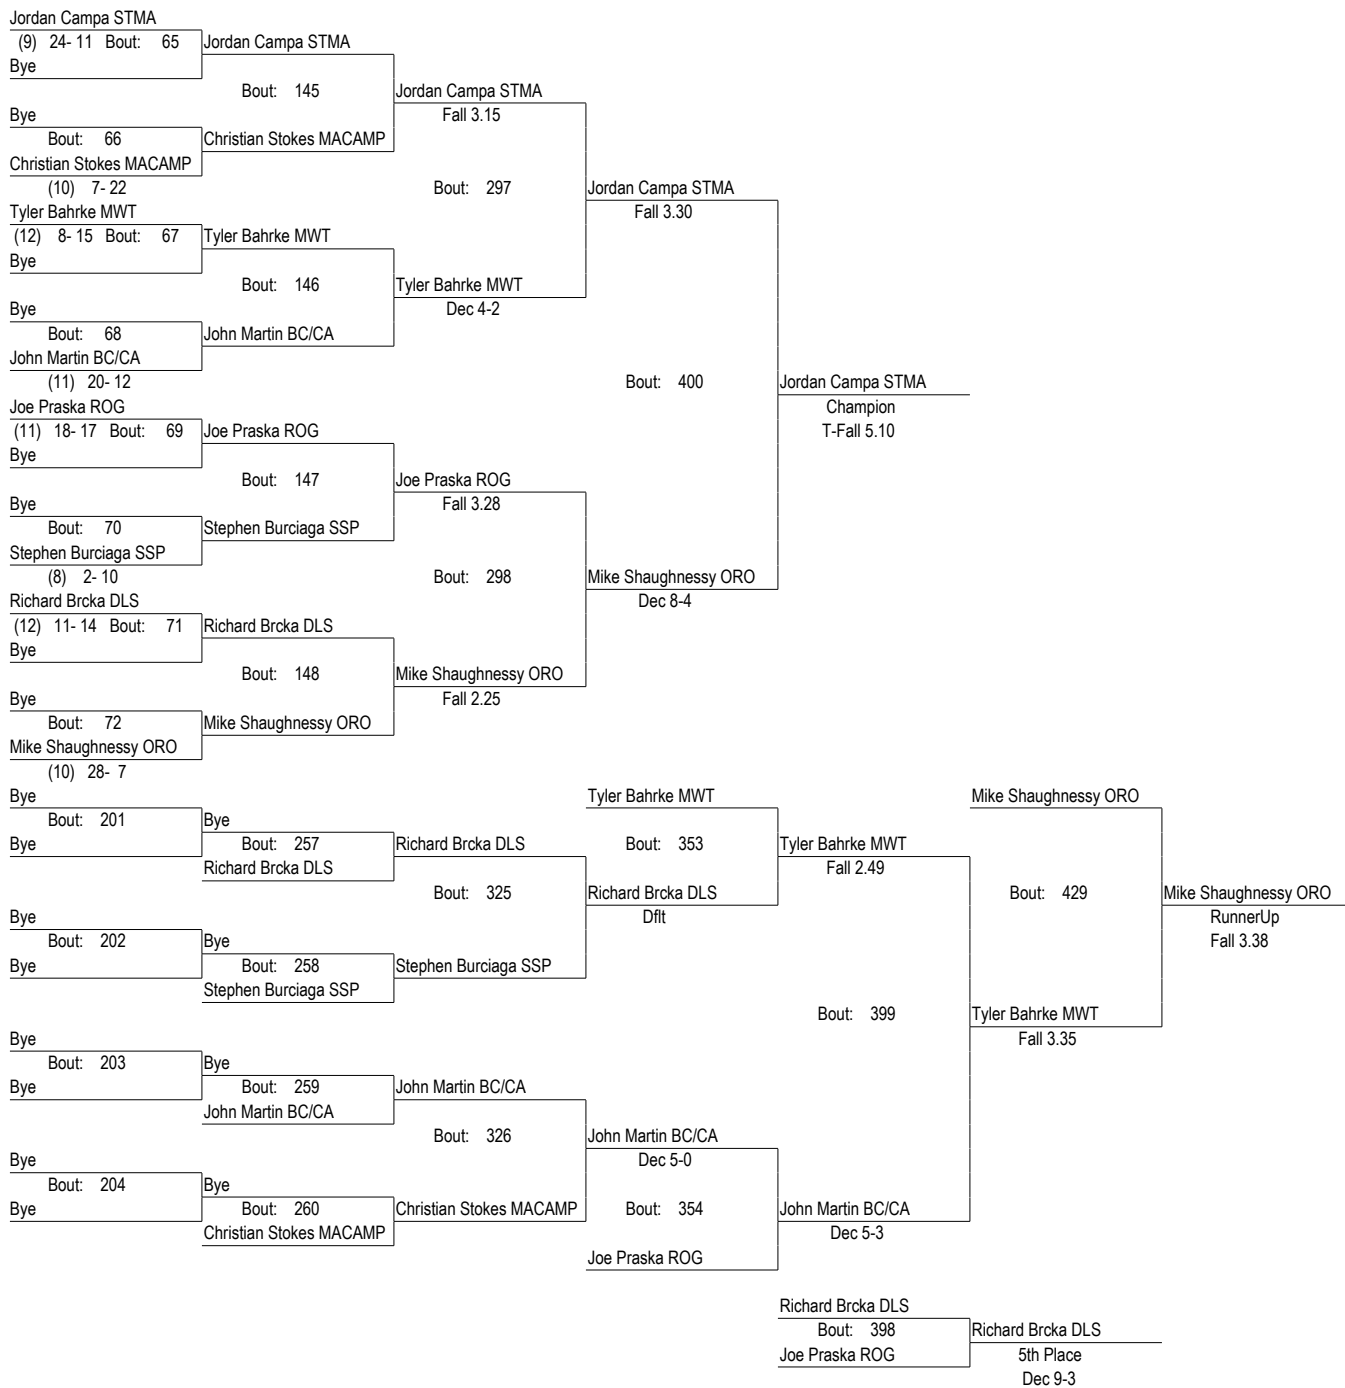 Jordan Campa STMA
(9) 24- 11 Bout: 65 Jordan Campa STMA
Bye
Bout: 145 Jordan Campa STMA
Bye Fall 3.15
Bout: 66 Christian Stokes MACAMP
Christian Stokes MACAMP
(10) 7- 22 Bout: 297 Jordan Campa STMA
Tyler Bahrke MWT Fall 3.30
(12) 8- 15 Bout: 67 Tyler Bahrke MWT
Bye
Bout: 146 Tyler Bahrke MWT
Bye Dec 4-2
Bout: 68 John Martin BC/CA
John Martin BC/CA
(11) 20- 12 Bout: 400 Jordan Campa STMA
Joe Praska ROG Champion
(11) 18- 17 Bout: 69 Joe Praska ROG T-Fall 5.10
Bye
Bout: 147 Joe Praska ROG
Bye Fall 3.28
Bout: 70 Stephen Burciaga SSP
Stephen Burciaga SSP
(8) 2- 10 Bout: 298 Mike Shaughnessy ORO
Richard Brcka DLS Dec 8-4
(12) 11- 14 Bout: 71 Richard Brcka DLS
Bye
Bout: 148 Mike Shaughnessy ORO
Bye Fall 2.25
Bout: 72 Mike Shaughnessy ORO
Mike Shaughnessy ORO
(10) 28- 7
Bye Tyler Bahrke MWT Mike Shaughnessy ORO
Bout: 201 Bye
Bye Bout: 257 Richard Brcka DLS Bout: 353 Tyler Bahrke MWT
Richard Brcka DLS Fall 2.49
Bout: 325 Richard Brcka DLS Bout: 429 Mike Shaughnessy ORO
Bye Dflt RunnerUp
Bout: 202 Bye Fall 3.38
Bye Bout: 258 Stephen Burciaga SSP
Stephen Burciaga SSP
Bout: 399 Tyler Bahrke MWT
Bye Fall 3.35
Bout: 203 Bye
Bye Bout: 259 John Martin BC/CA
John Martin BC/CA
Bout: 326 John Martin BC/CA
Bye Dec 5-0
Bout: 204 Bye
Bye Bout: 260 Christian Stokes MACAMP Bout: 354 John Martin BC/CA
Christian Stokes MACAMP Dec 5-3
Joe Praska ROG
Richard Brcka DLS
Bout: 398 Richard Brcka DLS
Joe Praska ROG 5th Place
Dec 9-3